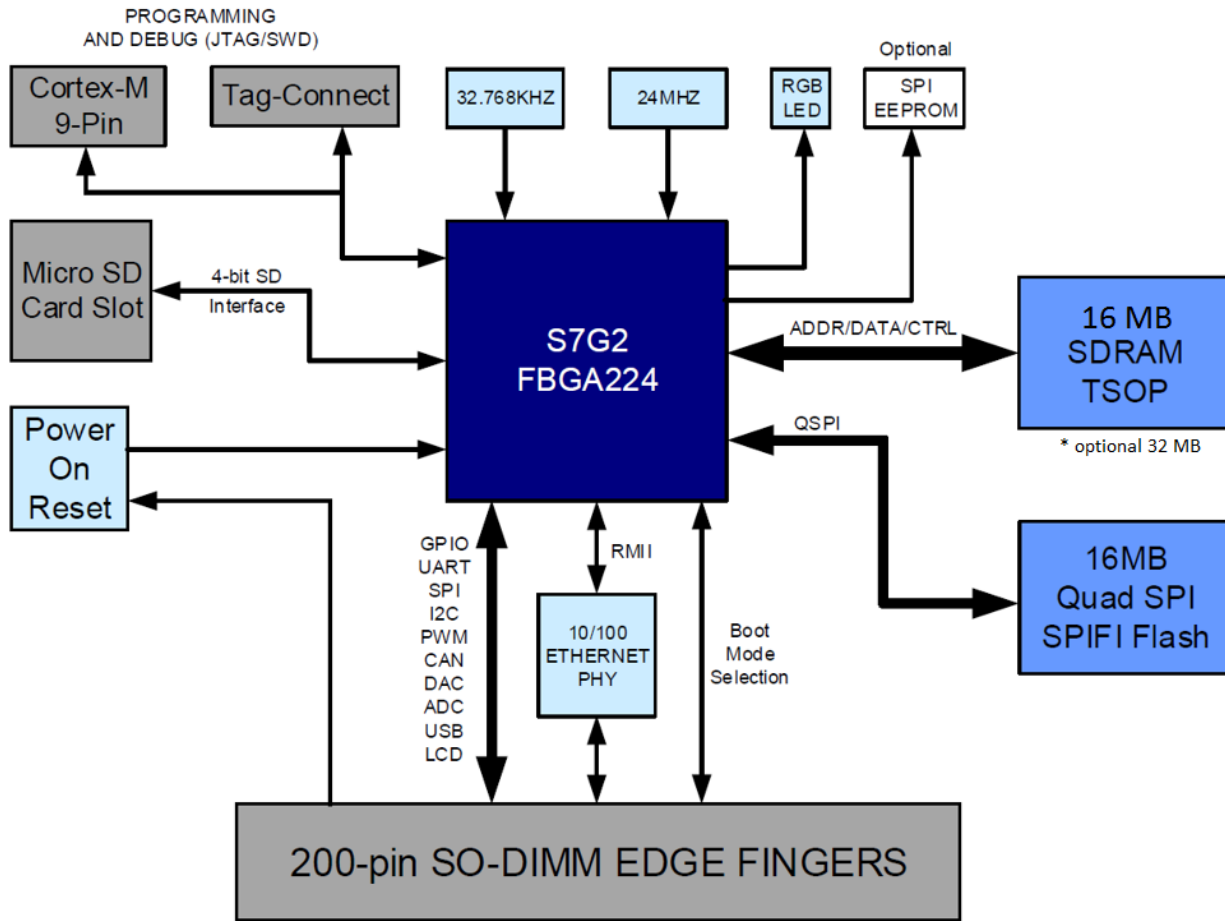 PROGRAMMING
AND DEBUG (JTAG/SWD)
Cortex-M
9-Pin
Tag-Connect
32.768KHZ
24MHZ
RGB
LED
Optional
SPI
EEPROM
Micro SD
Card Slot
4-bit SD
Interface
S7G2
FBGA224
ADDR/DATA/CTRL
16 MB
SDRAM
TSOP
* optional 32 MB
Power
On
Reset
QSPI
16MB
Quad SPI
SPIFI Flash
GPIO
UART
SPI
I2C
PWM
CAN
DAC
ADC
USB
LCD
RMII
10/100
ETHERNET
PHY
Boot
Mode
Selection
200-pin SO-DIMM EDGE FINGERS